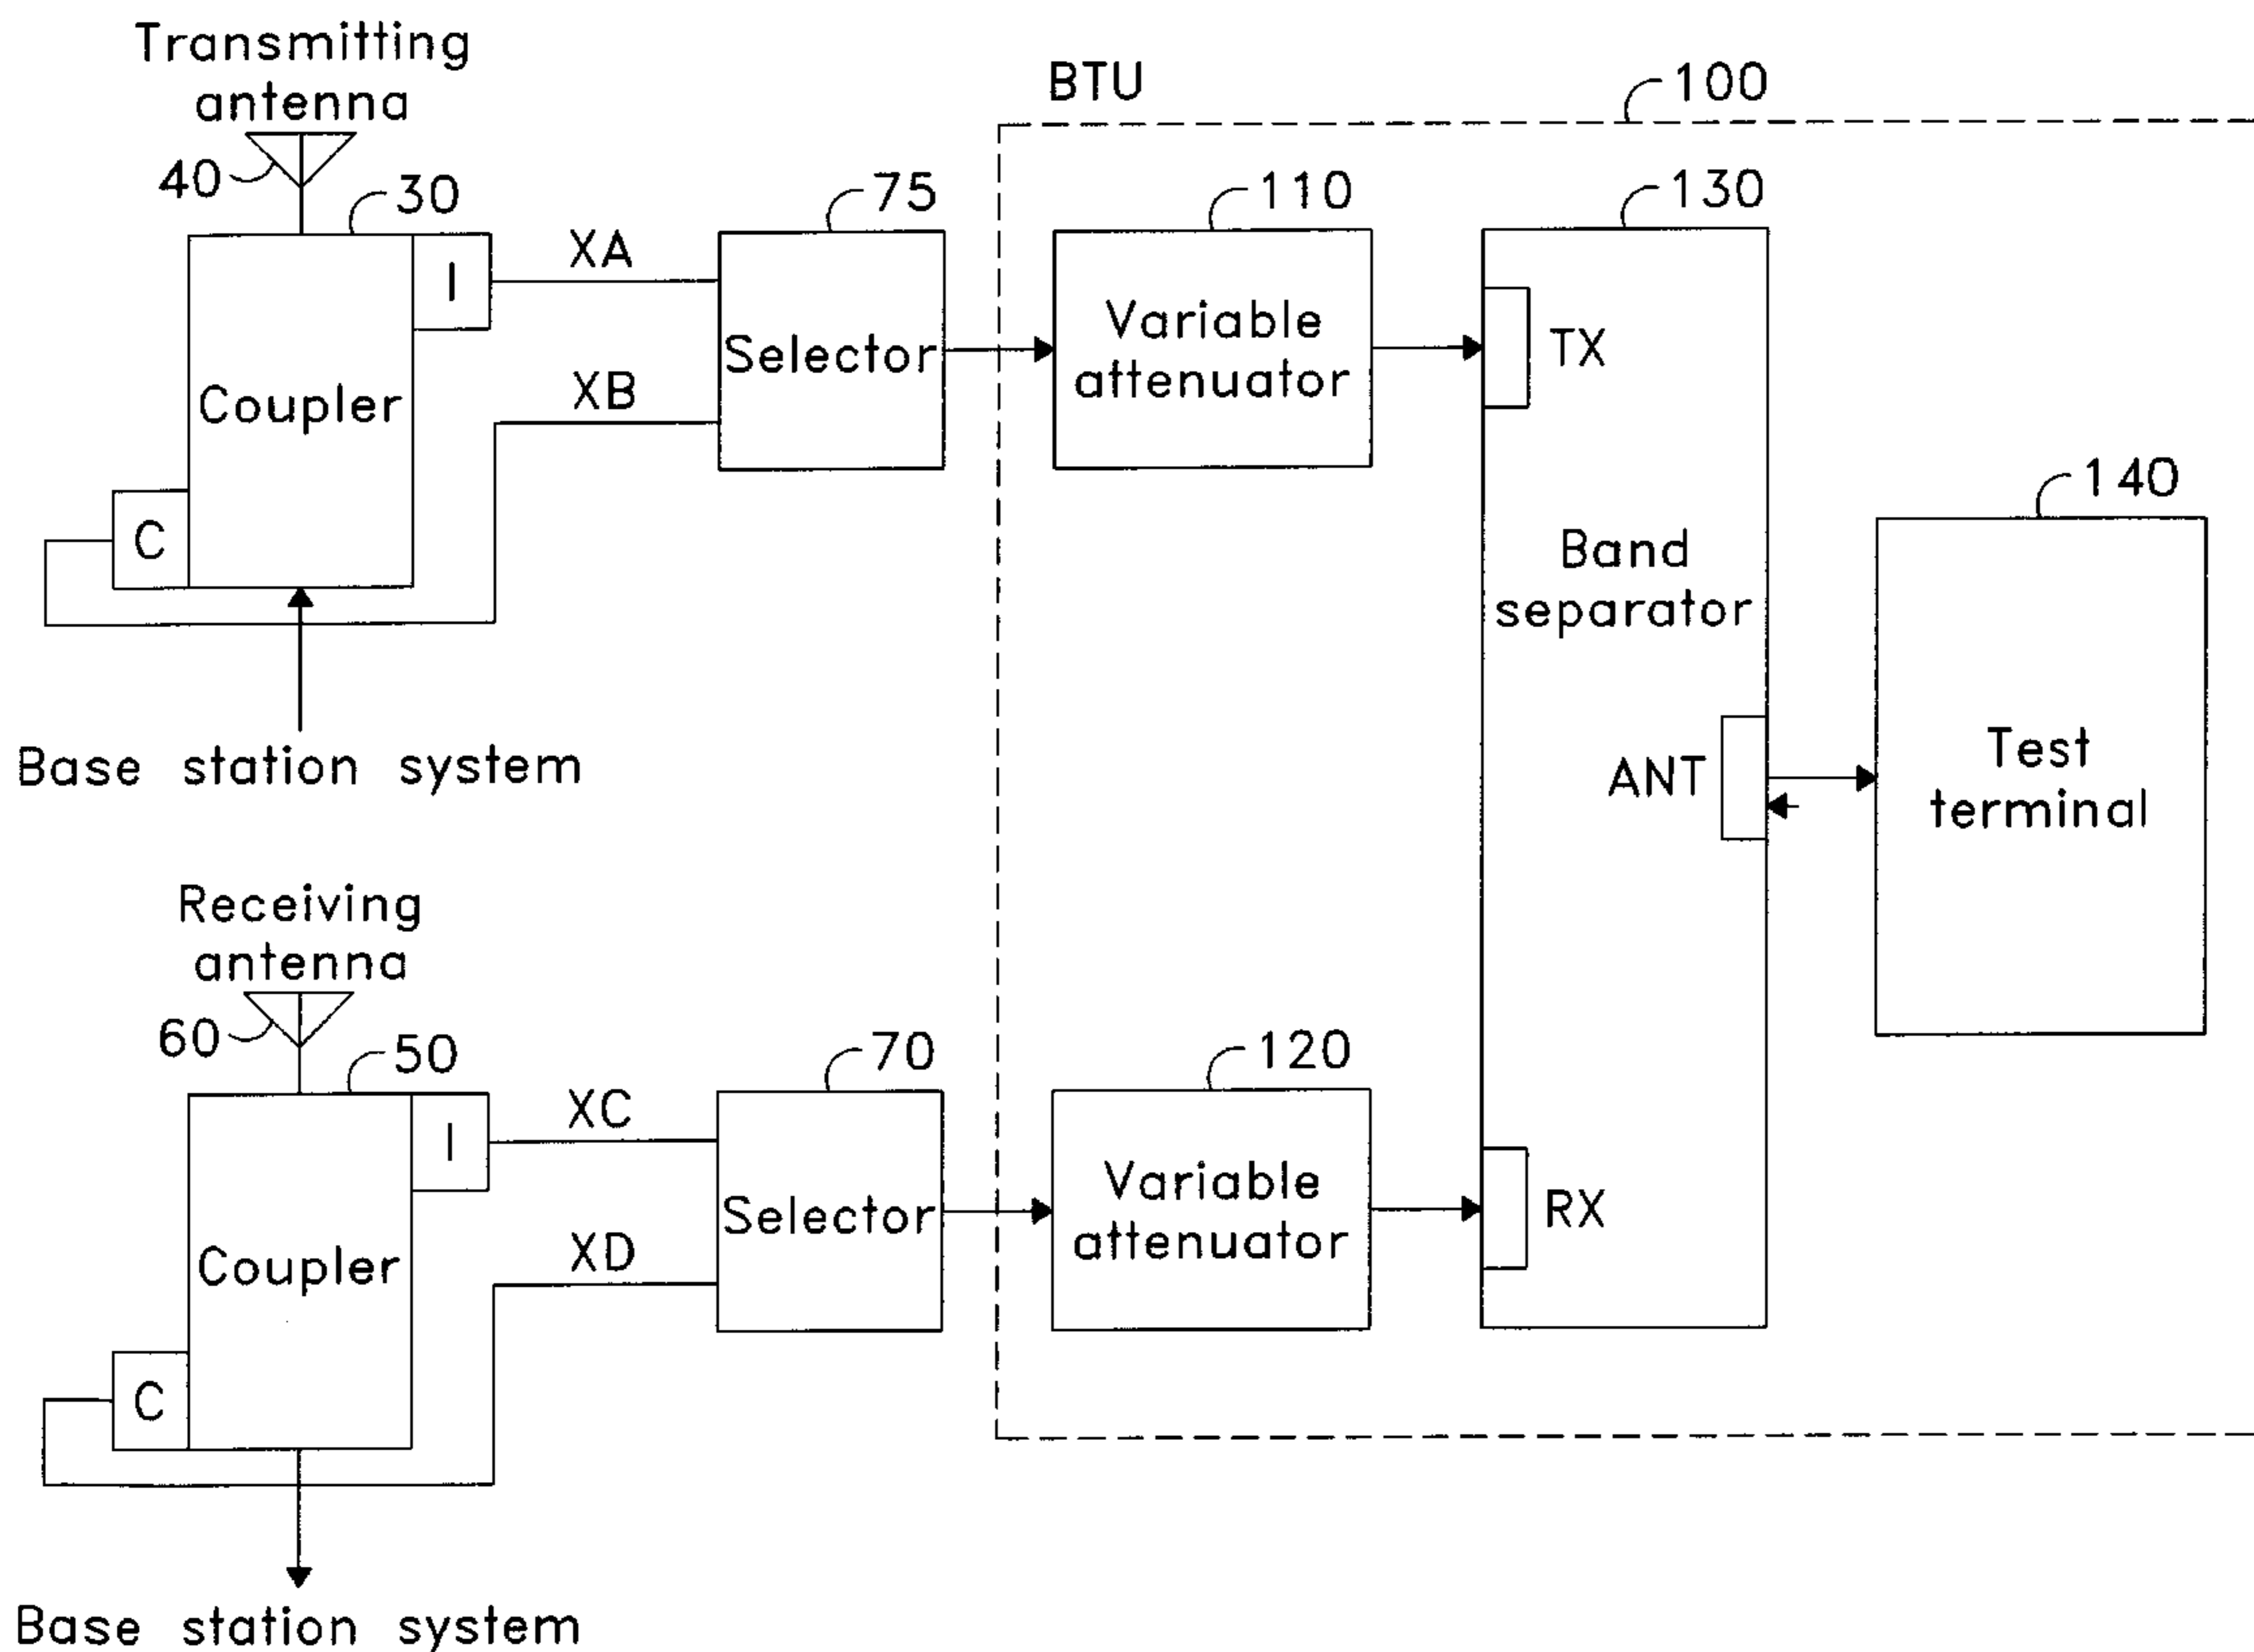 Transmitting
antenna
40
30
I
XA
75
BTU
100
110
130
Selector
Variable
attenuator
TX
Coupler
XB
C
Band
separator
140
Base station system
ANT
Test
terminal
Receiving
antenna
60
50
I
XC
70
120
Selector
Variable
attenuator
RX
Coupler
XD
C
Base station system